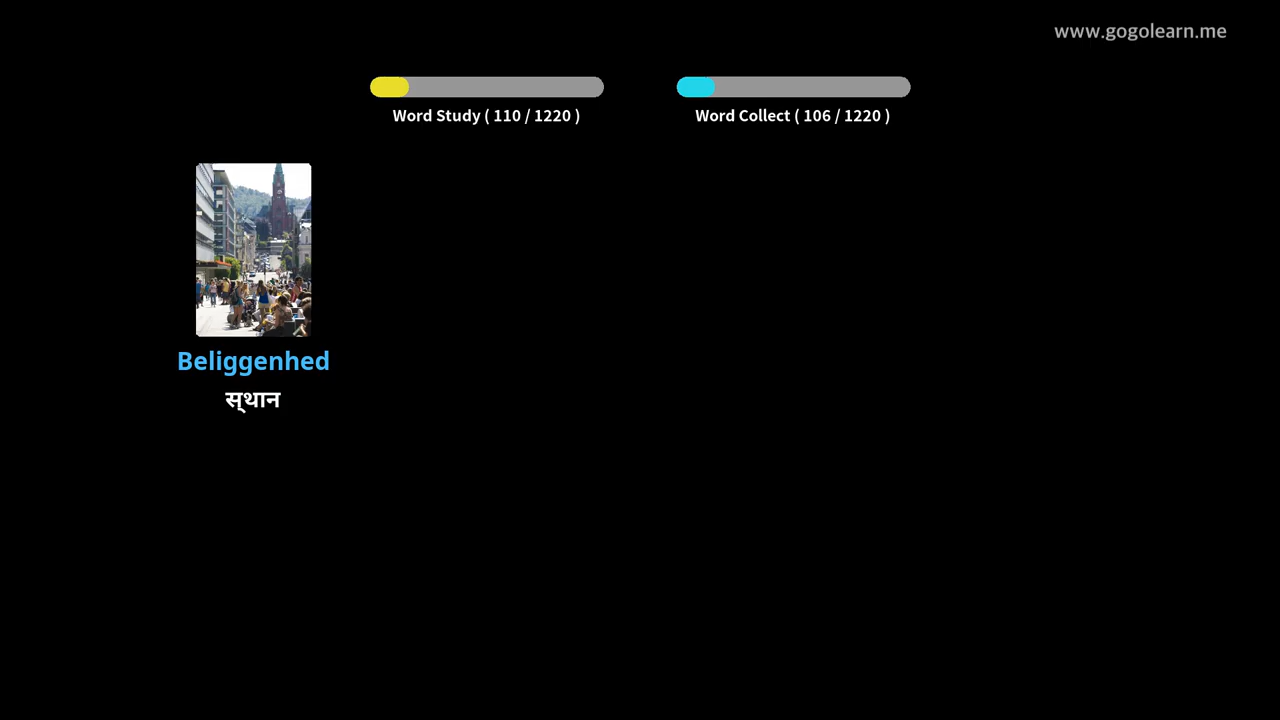 www.gogolearn.me
Word Study ( 110 / 1220 )
Word Collect ( 106 / 1220 )
Beliggenhed
स्थान